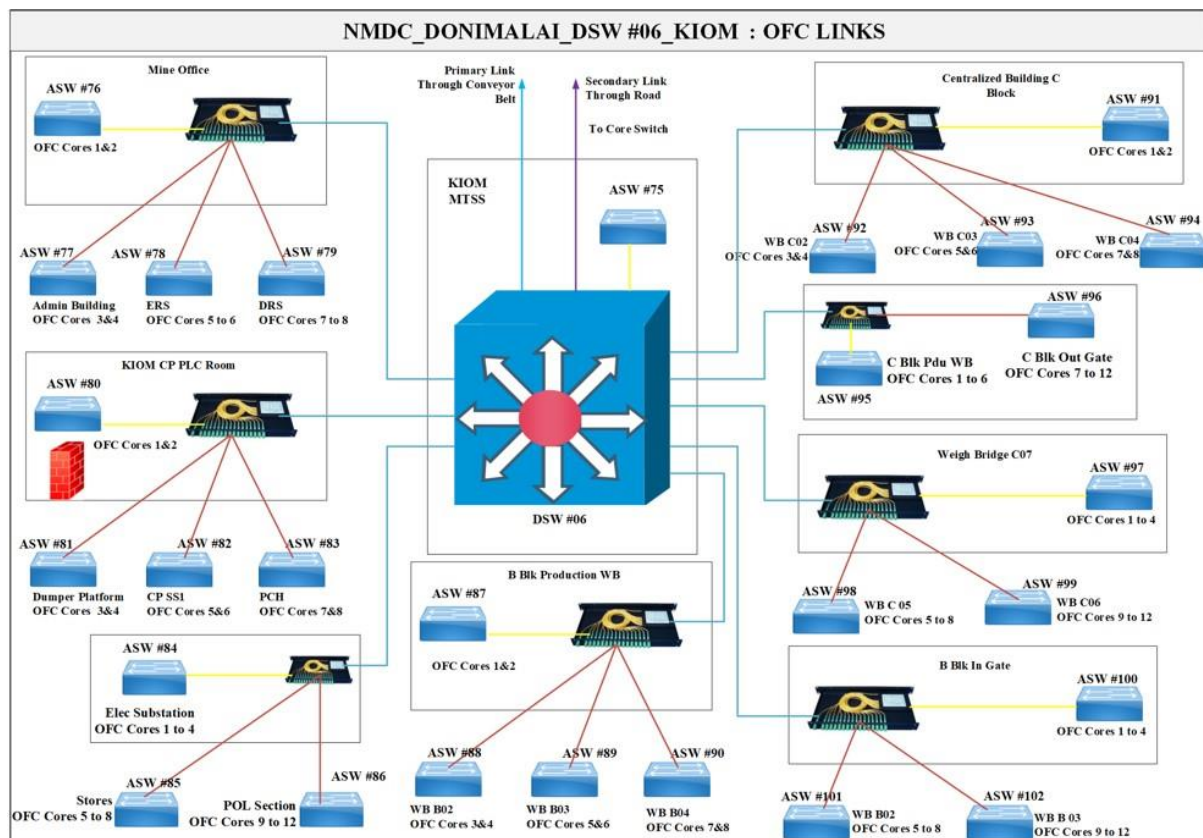 NMDC_DONIMALAI_DSW #06_KIOM : OFC LINKS
Mine Office
ASW #76
OFC Cores 1&2
ASW #77
Admin Building
OFC Cores 3&4
ASW #78
ERS
OFC Cores 5 to 6
ASW #79
DRS
OFC Cores 7 to 8
Primary Link
Through Conveyor
Belt
Secondary Link
Through Road
To Core Switch
KIOM
MTSS
ASW #75
DSW #06
Centralized Building C
Block
ASW #91
OFC Cores 1&2
ASW #92
WB C02
OFC Cores 3&4
ASW #93
WB C03
OFC Cores 5&6
ASW #94
WB C04
OFC Cores 7&8
ASW #96
C Blk Out Gate
OFC Cores 7 to 12
C Blk Pdu WB
OFC Cores 1 to 6
ASW #95
KIOM CP PLC Room
ASW #80
OFC Cores 1&2
ASW #81
Dumper Platform
OFC Cores 3&4
ASW #82
CP SS1
OFC Cores 5&6
ASW #83
PCH
OFC Cores 7&8
Weigh Bridge C07
ASW #97
OFC Cores 1 to 4
ASW #98
WB C 05
OFC Cores 5 to 8
ASW #99
WB C06
OFC Cores 9 to 12
B Blk Production WB
ASW #87
OFC Cores 1&2
ASW #88
WB B02
OFC Cores 3&4
ASW #89
WB B03
OFC Cores 5&6
ASW #90
WB B04
OFC Cores 7&8
ASW #84
Elec Substation
OFC Cores 1 to 4
ASW #85
Stores
OFC Cores 5 to 8
ASW #86
POL Section
OFC Cores 9 to 12
B Blk In Gate
ASW #100
OFC Cores 1 to 4
ASW #101
WB B02
OFC Cores 5 to 8
ASW #102
WB B 03
OFC Cores 9 to 12